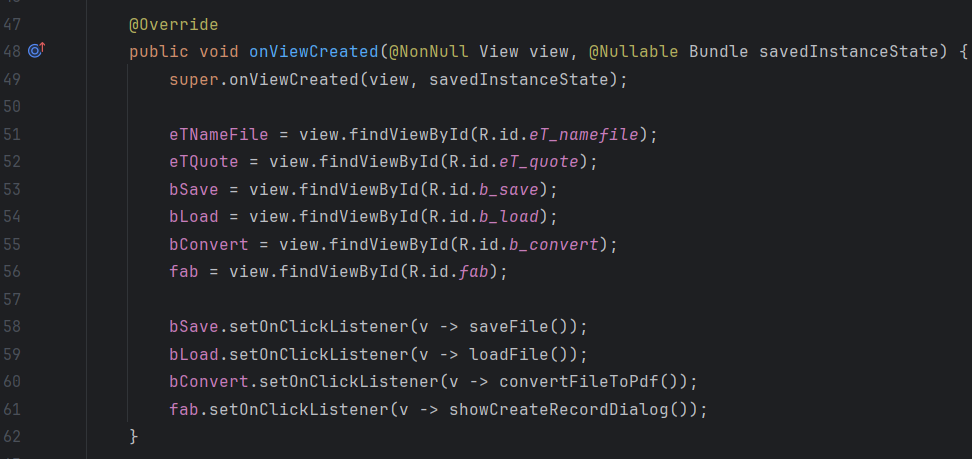 47 @Override
48 public void onViewCreated(@NonNull View view, @Nullable Bundle savedInstanceState) {
49 super.onViewCreated(view, savedInstanceState);
50
51 eTNameFile = view.findViewById(R.id.eT_namefile);
52 eTQuote = view.findViewById(R.id.eT_quote);
53 bSave = view.findViewById(R.id.b_save);
54 bLoad = view.findViewById(R.id.b_load);
55 bConvert = view.findViewById(R.id.b_convert);
56 fab = view.findViewById(R.id.fab);
57
58 bSave.setOnClickListener(v -> saveFile());
59 bLoad.setOnClickListener(v -> loadFile());
60 bConvert.setOnClickListener(v -> convertFileToPdf());
61 fab.setOnClickListener(v -> showCreateRecordDialog());
62 }